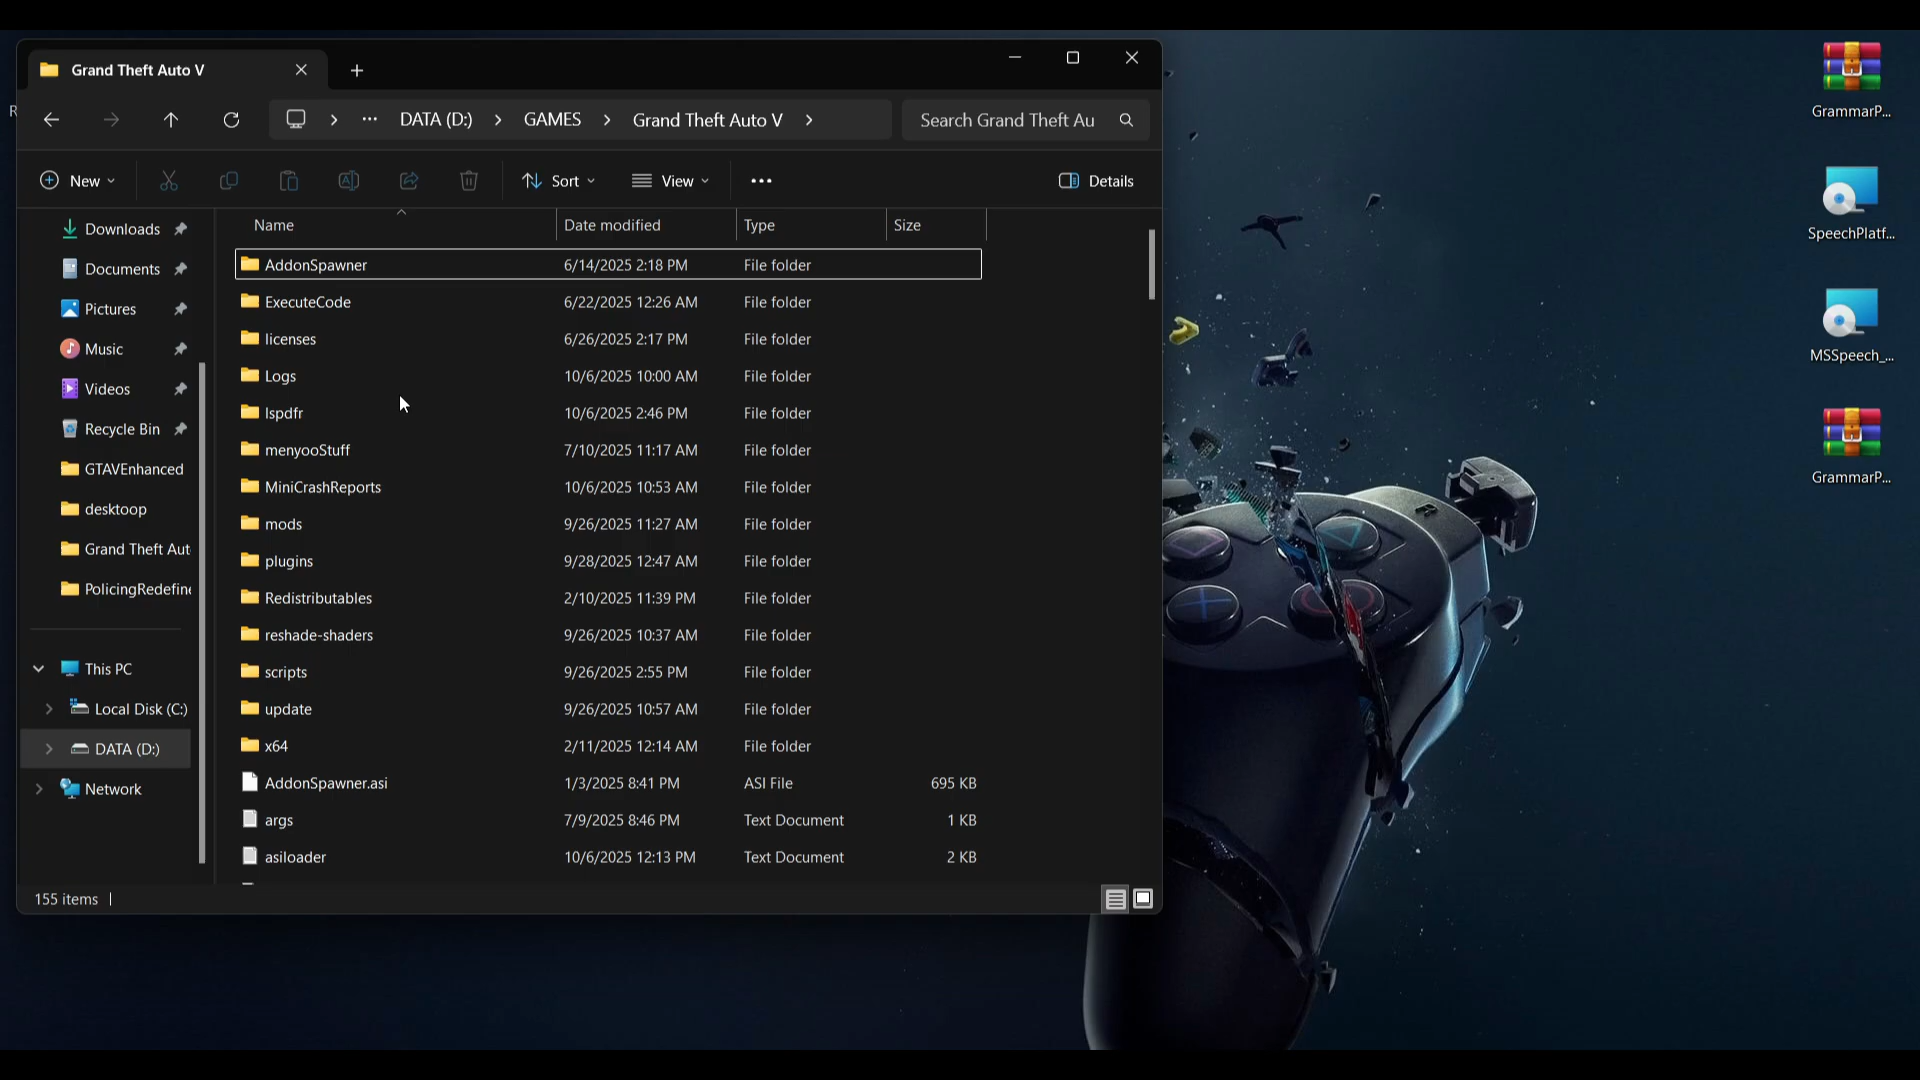 Grand Theft Auto V
DATA (D:) GAMES Grand Theft Auto V
Search Grand Theft Au
New Sort View Details
Name Date modified Type Size
Downloads
Documents
Pictures
Music
Videos
Recycle Bin
GTAVEnhanced
desktoop
Grand Theft Aut
PolicingRedefine
This PC
Local Disk (C:)
DATA (D:)
Network
AddonSpawner 6/14/2025 2:18 PM File folder
ExecuteCode 6/22/2025 12:26 AM File folder
licenses 6/26/2025 2:17 PM File folder
Logs 10/6/2025 10:00 AM File folder
lspdfr 10/6/2025 2:46 PM File folder
menyooStuff 7/10/2025 11:17 AM File folder
MiniCrashReports 10/6/2025 10:53 AM File folder
mods 9/26/2025 11:27 AM File folder
plugins 9/28/2025 12:47 AM File folder
Redistributables 2/10/2025 11:39 PM File folder
reshade-shaders 9/26/2025 10:37 AM File folder
scripts 9/26/2025 2:55 PM File folder
update 9/26/2025 10:57 AM File folder
x64 2/11/2025 12:14 AM File folder
AddonSpawner.asi 1/3/2025 8:41 PM ASI File 695 KB
args 7/9/2025 8:46 PM Text Document 1 KB
asiloader 10/6/2025 12:13 PM Text Document 2 KB
155 items
GrammarP...
SpeechPlatf...
MSSpeech_...
GrammarP...
R